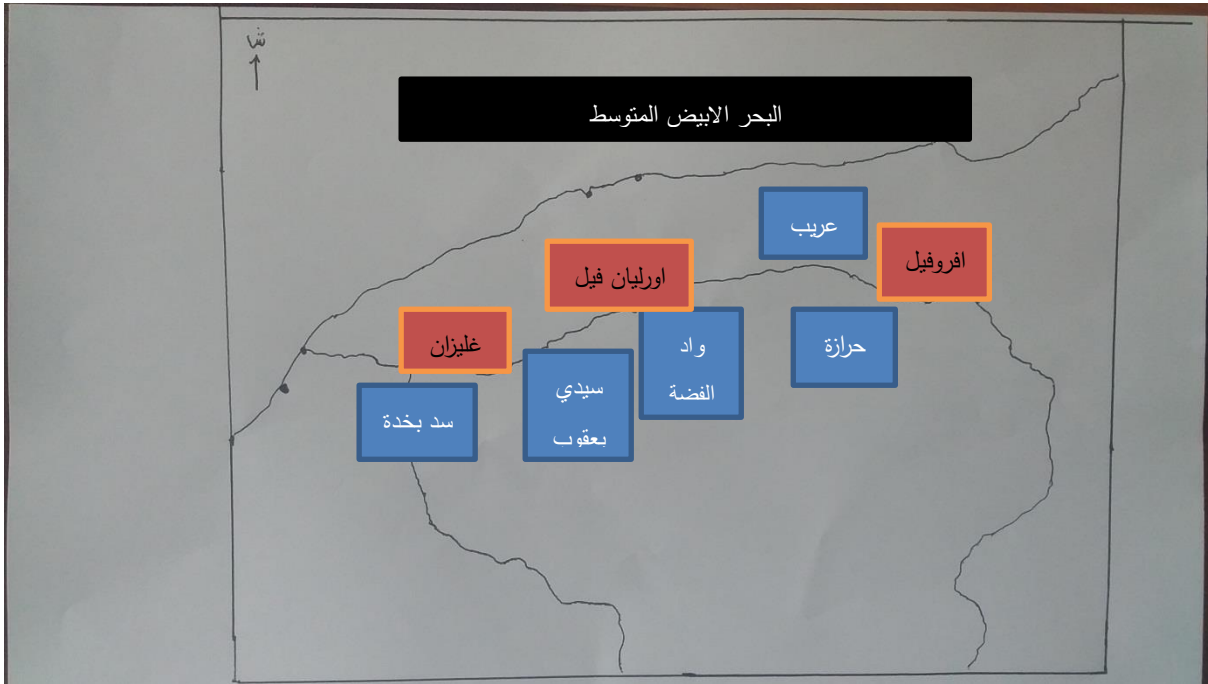 ش
البحر الابيض المتوسط
عريب
افروفيل
اورليان فيل
غليزان
واد
الفضة
حرازة
سيدي
يعقوب
سد بخدة